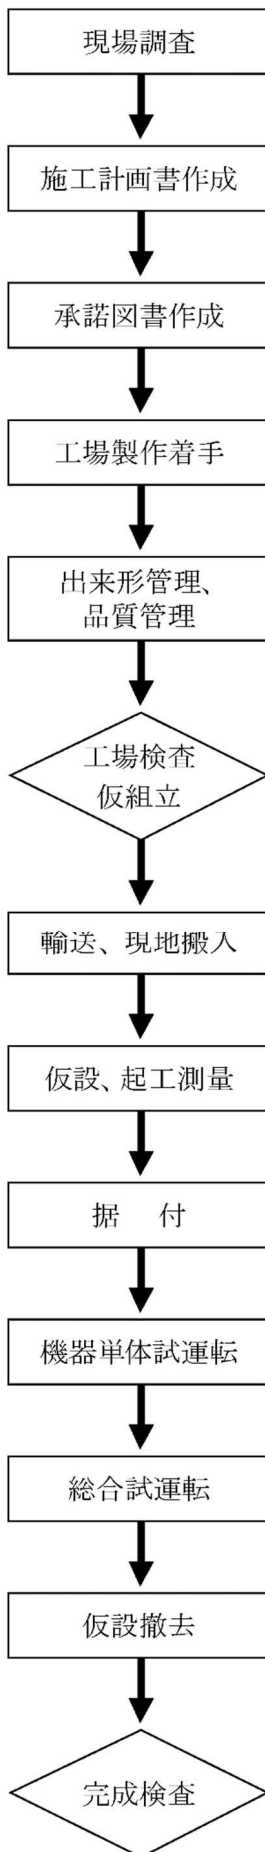 現場調査
施工計画書作成
承諾図書作成
工場製作着手
出来形管理、
品質管理
工場検査
仮組立
輸送、現地搬入
仮設、起工測量
据　付
機器単体試運転
総合試運転
仮設撤去
完成検査